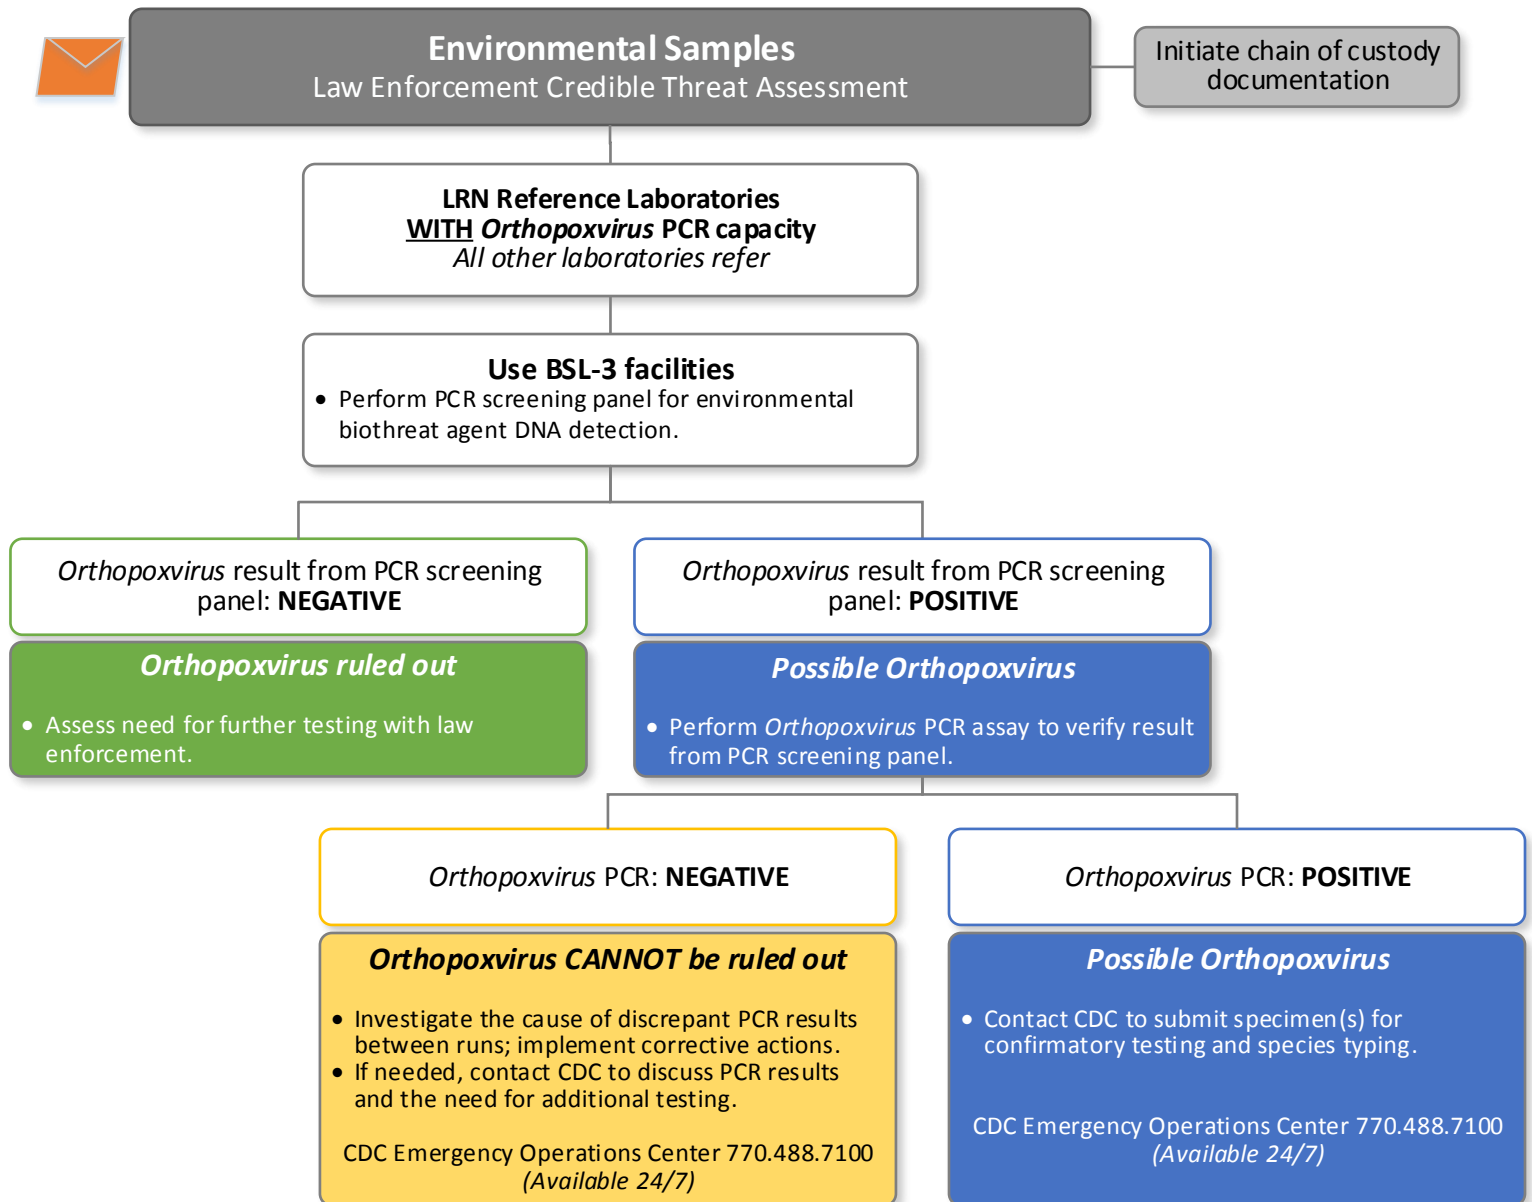 Environmental Samples
Law Enforcement Credible Threat Assessment
Initiate chain of custody
documentation
LRN Reference Laboratories
WITH Orthopoxvirus PCR capacity
All other laboratories refer
Use BSL-3 facilities
• Perform PCR screening panel for environmental
biothreat agent DNA detection.
Orthopoxvirus result from PCR screening
panel: NEGATIVE
Orthopoxvirus ruled out
• Assess need for further testing with law
enforcement.
Orthopoxvirus result from PCR screening
panel: POSITIVE
Possible Orthopoxvirus
• Perform Orthopoxvirus PCR assay to verify result
from PCR screening panel.
Orthopoxvirus PCR: NEGATIVE
Orthopoxvirus CANNOT be ruled out
• Investigate the cause of discrepant PCR results
between runs; implement corrective actions.
• If needed, contact CDC to discuss PCR results
and the need for additional testing.
CDC Emergency Operations Center 770.488.7100
(Available 24/7)
Orthopoxvirus PCR: POSITIVE
Possible Orthopoxvirus
• Contact CDC to submit specimen(s) for
confirmatory testing and species typing.
CDC Emergency Operations Center 770.488.7100
(Available 24/7)